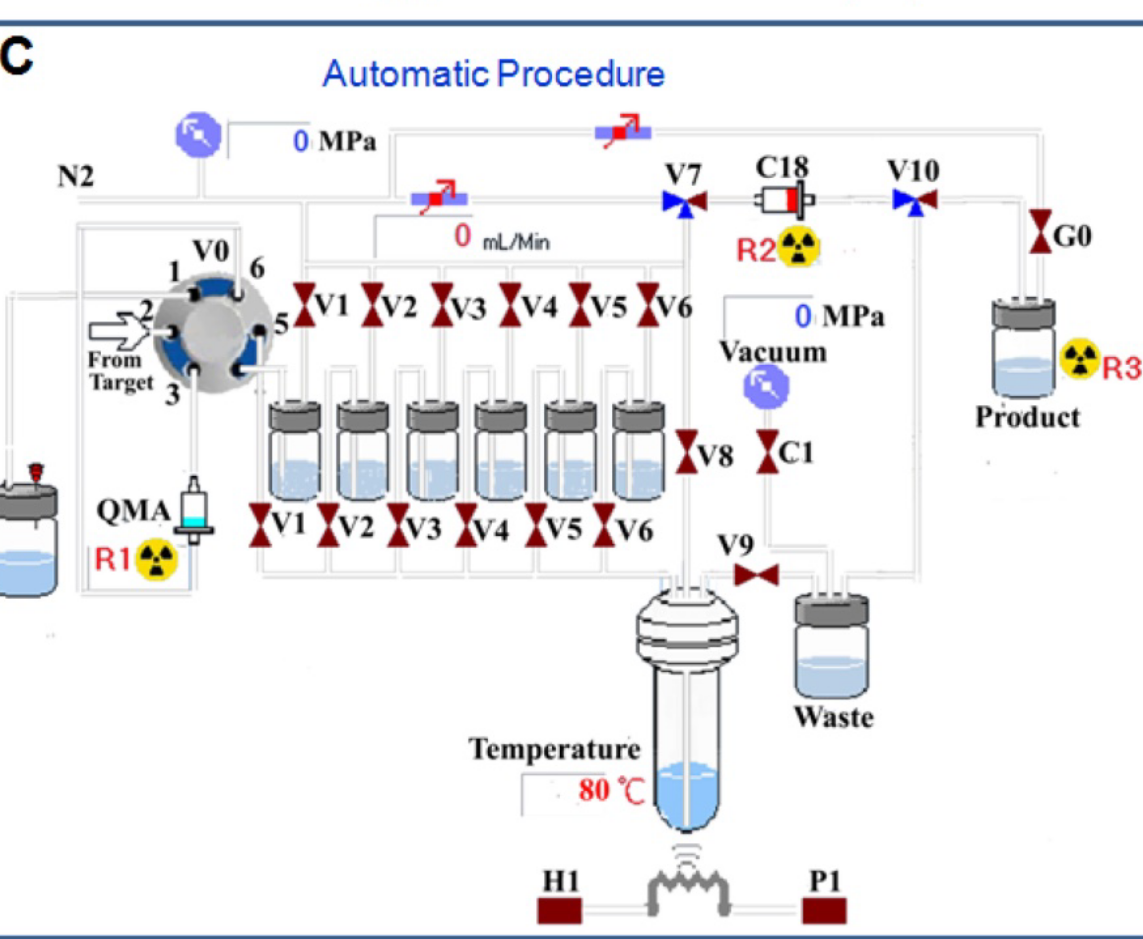 C
Automatic Procedure
0 MPa
N2
V7
C18
V10
0 mL/Min
R2
G0
V0
1
6
2
5
3
From
Target
V1
V2
V3
V4
V5
V6
0 MPa
Vacuum
R3
Product
V8
C1
QMA
R1
V1
V2
V3
V4
V5
V6
V9
Waste
Temperature
80 ℃
H1
P1